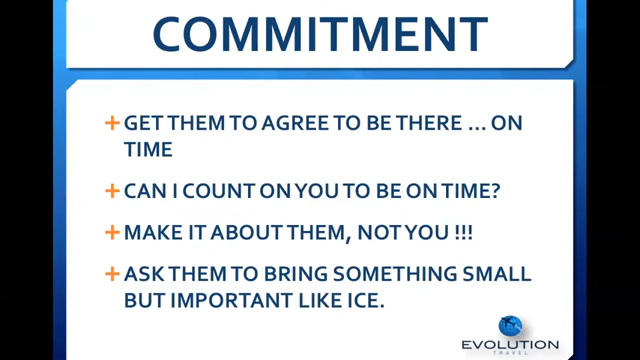 COMMITMENT
GET THEM TO AGREE TO BE THERE ... ON
TIME
CAN I COUNT ON YOU TO BE ON TIME?
MAKE IT ABOUT THEM, NOT YOU !!!
ASK THEM TO BRING SOMETHING SMALL
BUT IMPORTANT LIKE ICE.
EVOLUTION
TRAVEL